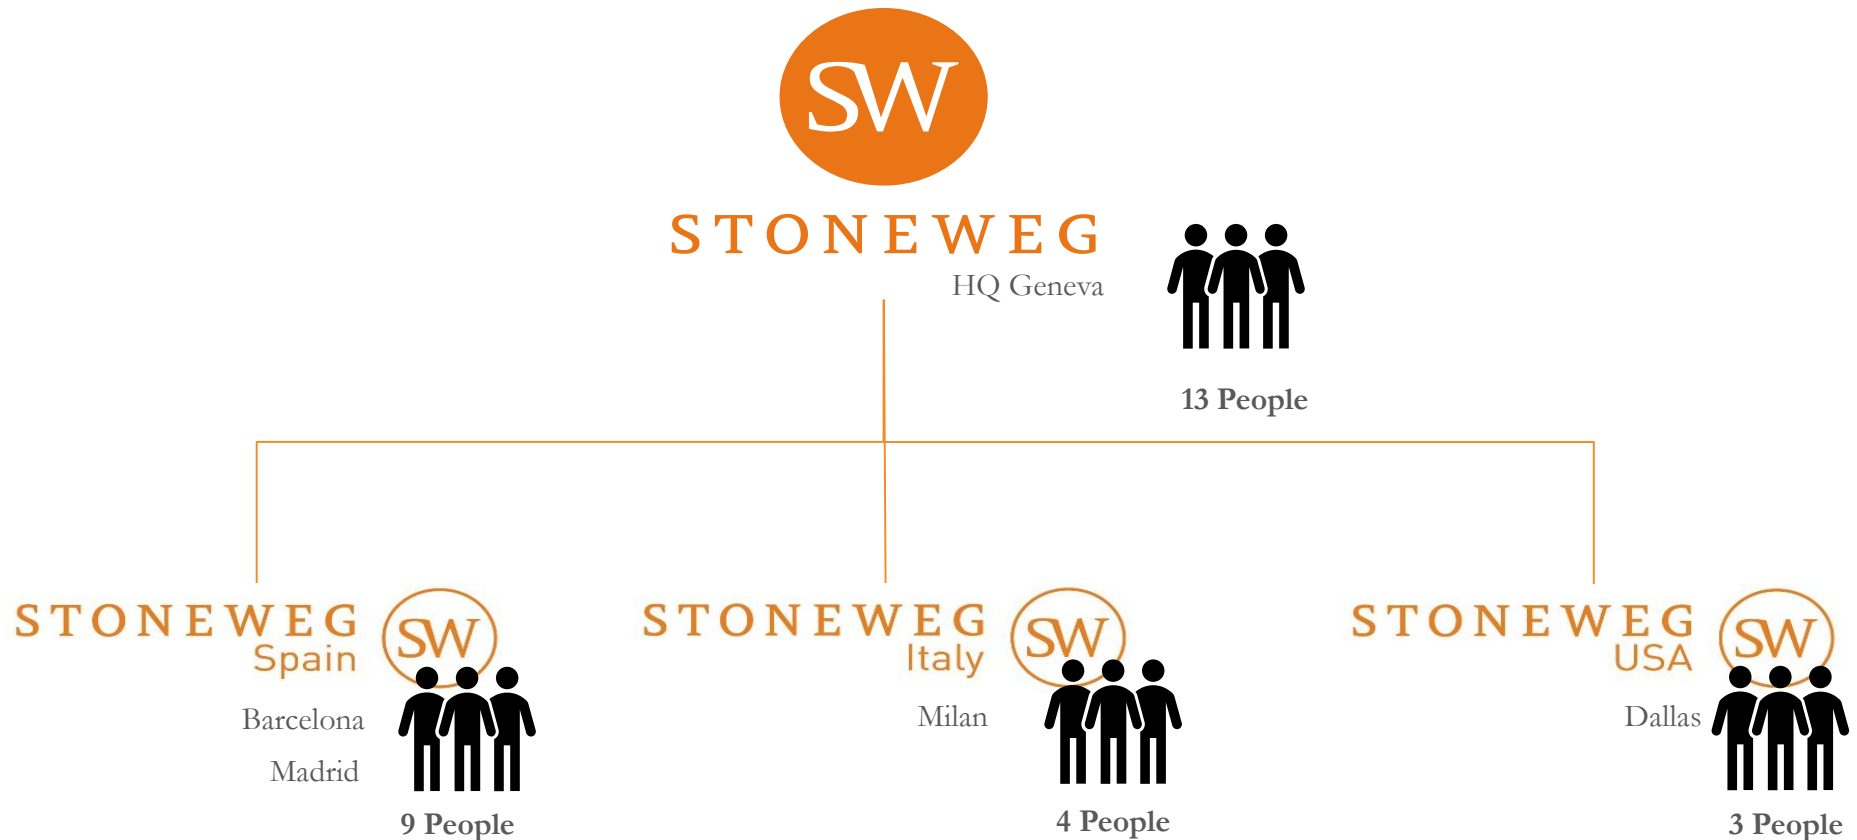 SW
STONEWEG
HQ Geneva
13 People
STONEWEG
Spain
SW
Barcelona
Madrid
9 People
STONEWEG
Italy
SW
Milan
4 People
STONEWEG
USA
SW
Dallas
3 People